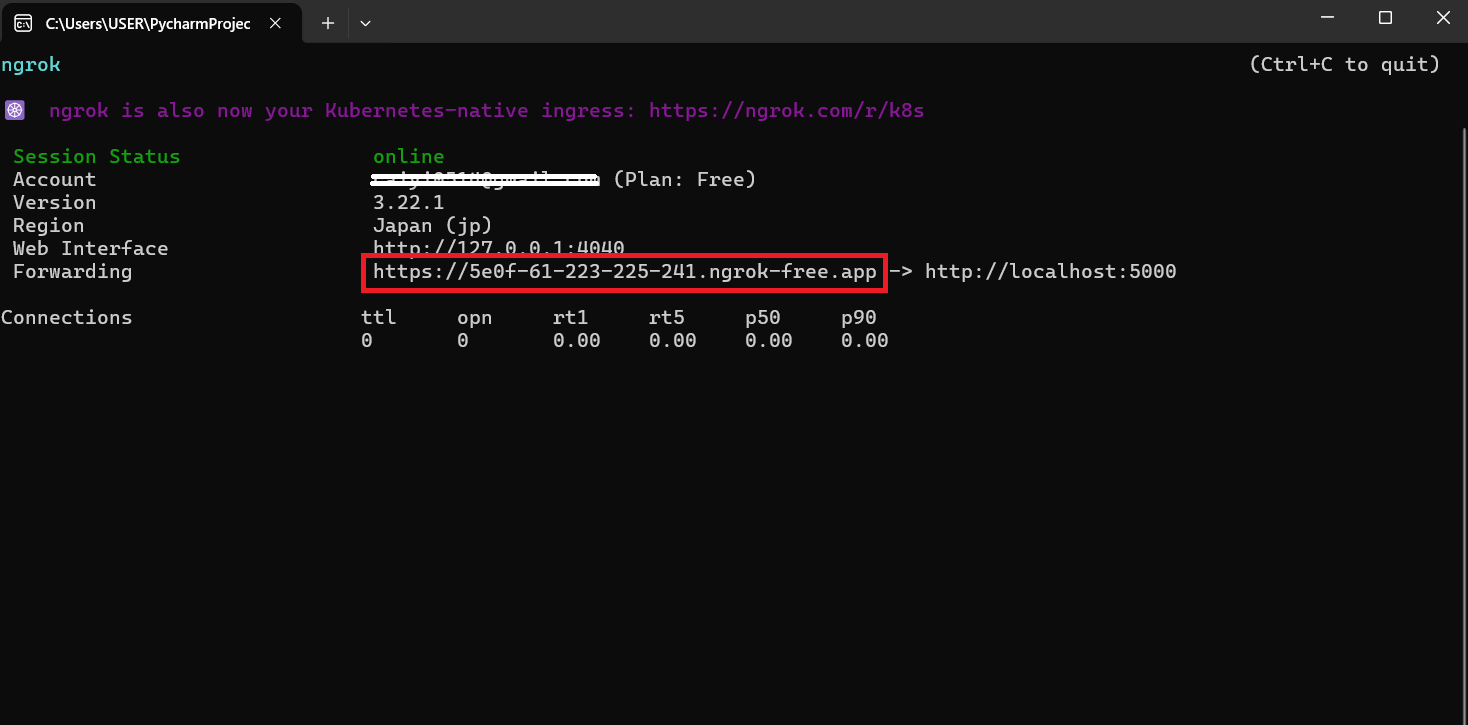 C:\Users\USER\PycharmProjec
ngrok (Ctrl+C to quit)
ngrok is also now your Kubernetes-native ingress: https://ngrok.com/r/k8s
Session Status online
Account (Plan: Free)
Version 3.22.1
Region Japan (jp)
Web Interface http://127.0.0.1:4040
Forwarding https://5e0f-61-223-225-241.ngrok-free.app -> http://localhost:5000
Connections ttl opn rt1 rt5 p50 p90
0 0 0.00 0.00 0.00 0.00